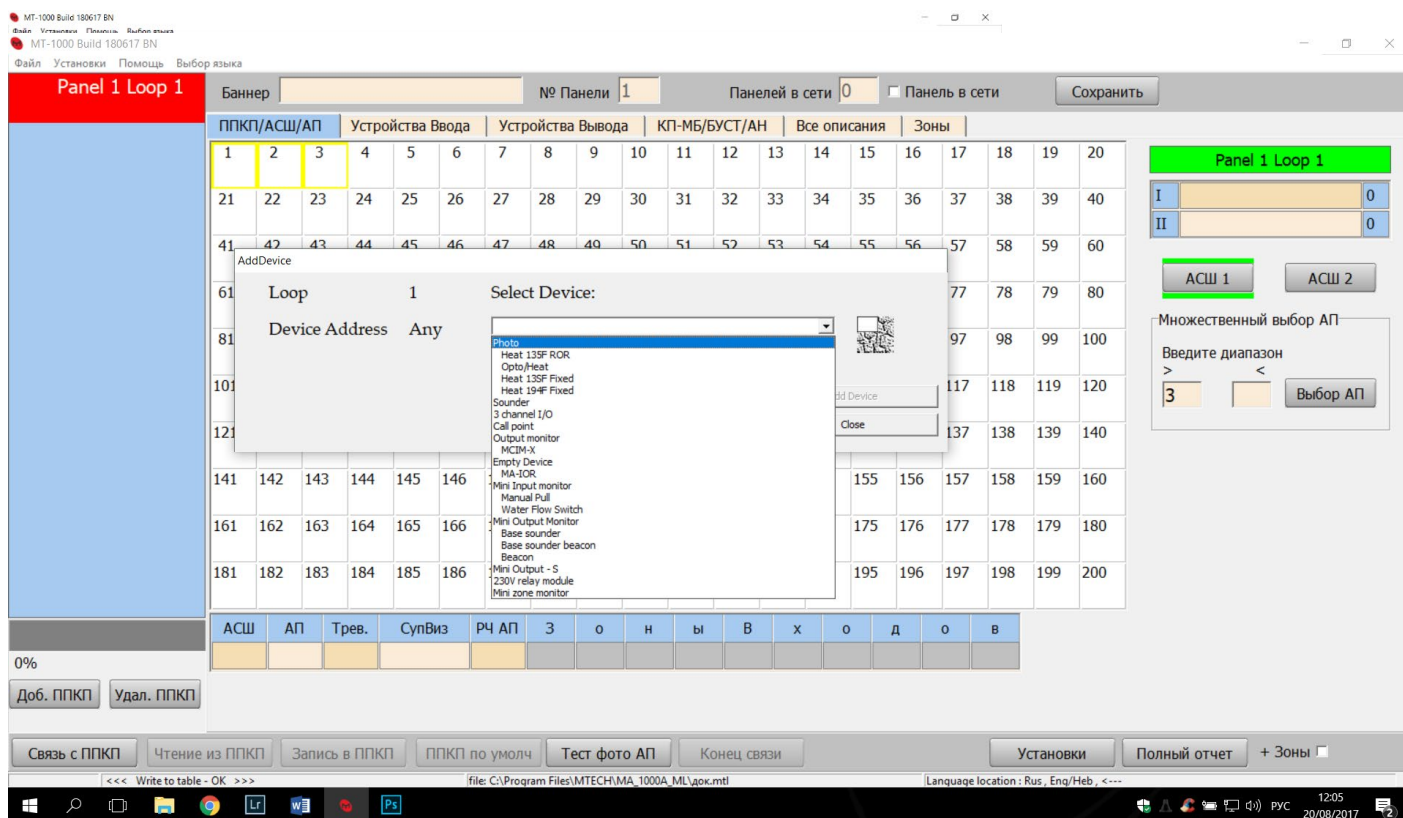 MT-1000 Build 180617 BN
Файл Установки Помощь Выбор языка
MT-1000 Build 180617 BN
Файл Установки Помощь Выбор языка
Panel 1 Loop 1
Баннер № Панели 1 Панелей в сети 0 Панель в сети Сохранить
ППКП/АСШ/АП Устройства Ввода Устройства Вывода КП-МБ/БУСТ/АН Все описания Зоны
1 2 3 4 5 6 7 8 9 10 11 12 13 14 15 16 17 18 19 20
Panel 1 Loop 1
21 22 23 24 25 26 27 28 29 30 31 32 33 34 35 36 37 38 39 40
I 0
II 0
41 42 43 44 45 46 47 48 49 50 51 52 53 54 55 56 57 58 59 60
АСШ 1 АСШ 2
AddDevice
61 77 78 79 80
Loop 1 Select Device:
Device Address Any
81 97 98 99 100
Множественный выбор АП
Введите диапазон
> <
3 Выбор АП
Photo
Heat 135F ROR
Opto/Heat
Heat 135F Fixed
Heat 194F Fixed
Sounder
3 channel I/O
Call point
Output monitor
MCIM-X
Empty Device
MA-IOR
Mini Input monitor
Manual Pull
Water Flow Switch
Mini Output Monitor
Base sounder
Base sounder beacon
Beacon
Mini Output - S
230V relay module
Mini zone monitor
dd Device
Close
101 117 118 119 120
121 137 138 139 140
141 142 143 144 145 146 155 156 157 158 159 160
161 162 163 164 165 166 175 176 177 178 179 180
181 182 183 184 185 186 195 196 197 198 199 200
АСШ АП Трев. СупВиз РЧ АП З о н ы В х о д о в
0%
Доб. ППКП Удал. ППКП
Связь с ППКП Чтение из ППКП Запись в ППКП ППКП по умолч Тест фото АП Конец связи Установки Полный отчет + Зоны
<<< Write to table - OK >>> file: C:\Program Files\MTECH\MA_1000A_ML\док.mtl Language location : Rus , Eng/Heb , <---
Lr Ps РУС 12:05
20/08/2017 2